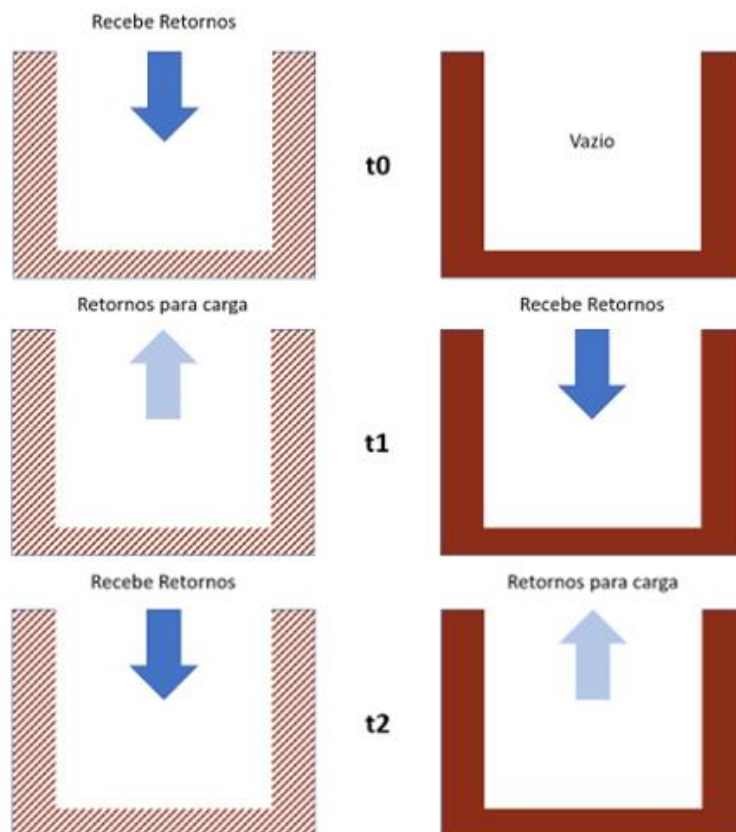 Recebe Retornos
t0
Vazio
Retornos para carga
Recebe Retornos
t1
Recebe Retornos
Retornos para carga
t2